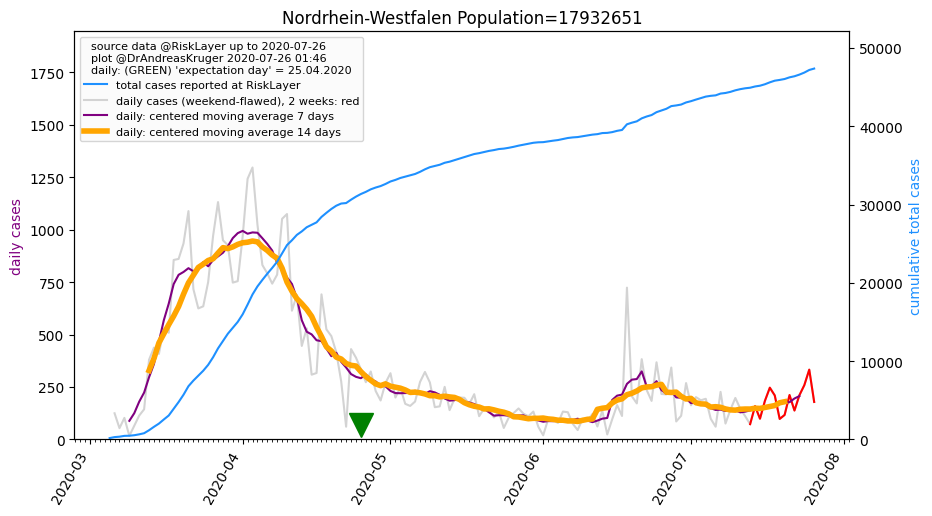 Nordrhein-Westfalen Population=17932651
source data @RiskLayer up to 2020-07-26
plot @DrAndreasKruger 2020-07-26 01:46
daily: (GREEN) 'expectation day' = 25.04.2020
total cases reported at RiskLayer
daily cases (weekend-flawed), 2 weeks: red
daily: centered moving average 7 days
daily: centered moving average 14 days
daily cases
1750
1500
1250
1000
750
500
250
0
cumulative total cases
50000
40000
30000
20000
10000
0
2020-03
2020-04
2020-05
2020-06
2020-07
2020-08